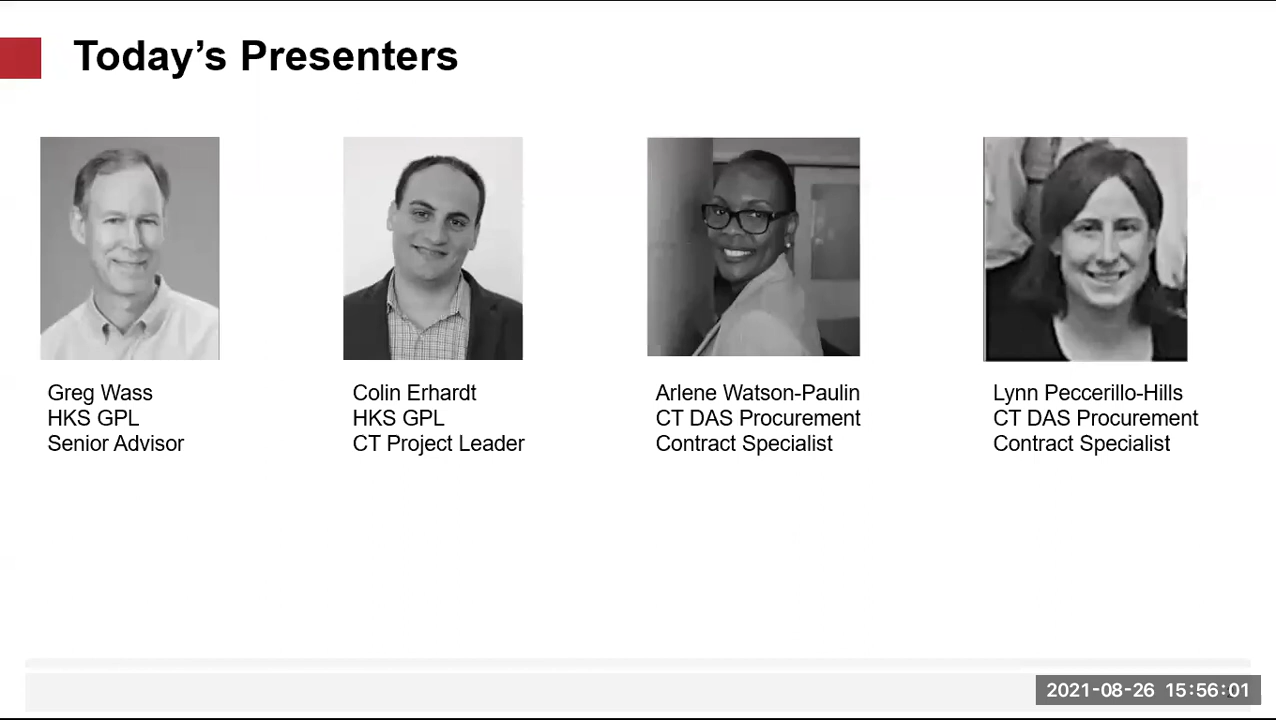 Today’s Presenters
Greg Wass
HKS GPL
Senior Advisor
Colin Erhardt
HKS GPL
CT Project Leader
Arlene Watson-Paulin
CT DAS Procurement
Contract Specialist
Lynn Peccerillo-Hills
CT DAS Procurement
Contract Specialist
2021-08-26 15:56:01